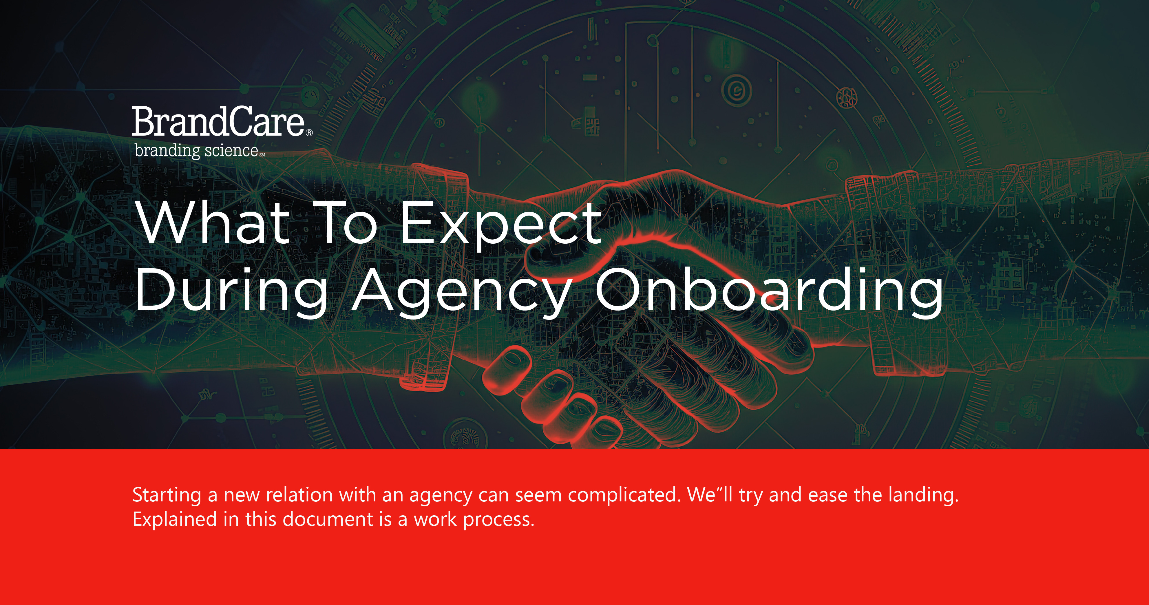 BrandCare®
branding science™
What To Expect
During Agency Onboarding
Starting a new relation with an agency can seem complicated. We″ll try and ease the landing.
Explained in this document is a work process.